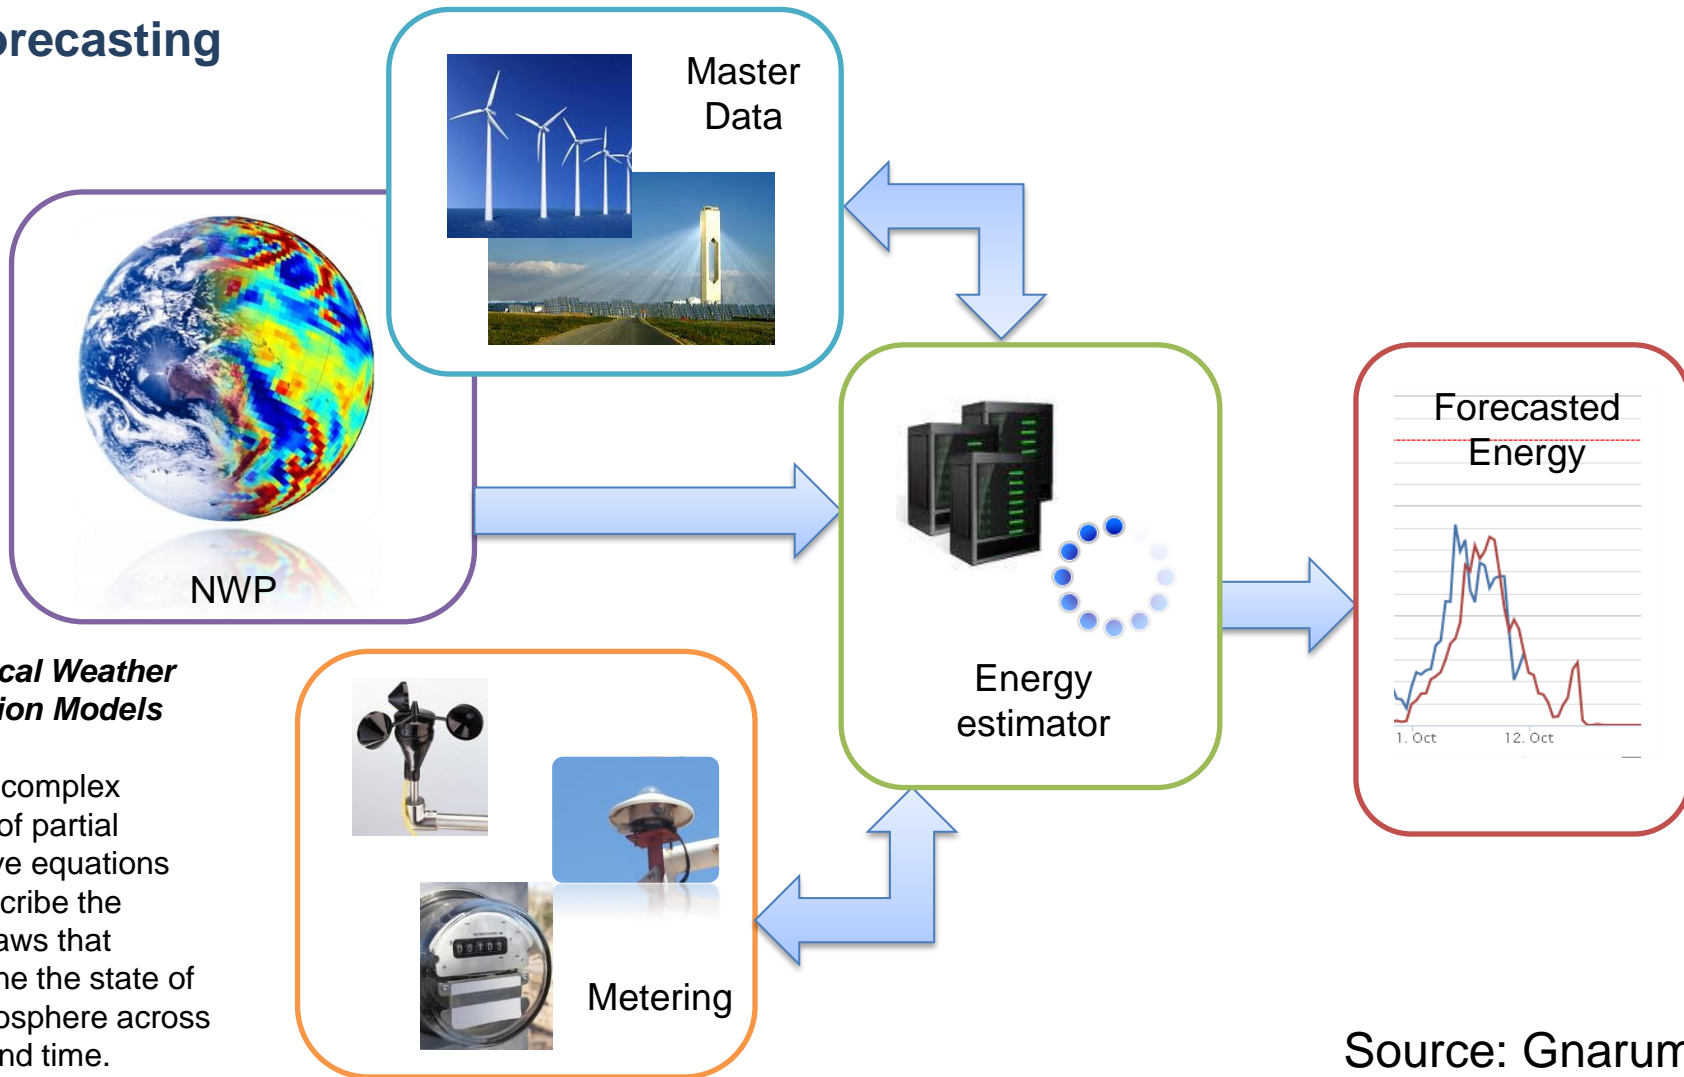 orecasting
Master
Data
NWP
cal Weather
ion Models
complex
of partial
ve equations
cribe the
aws that
ne the state of
osphere across
nd time.
Energy
estimator
Forecasted
Energy
1. Oct
12. Oct
00103
Metering
Source: Gnarum